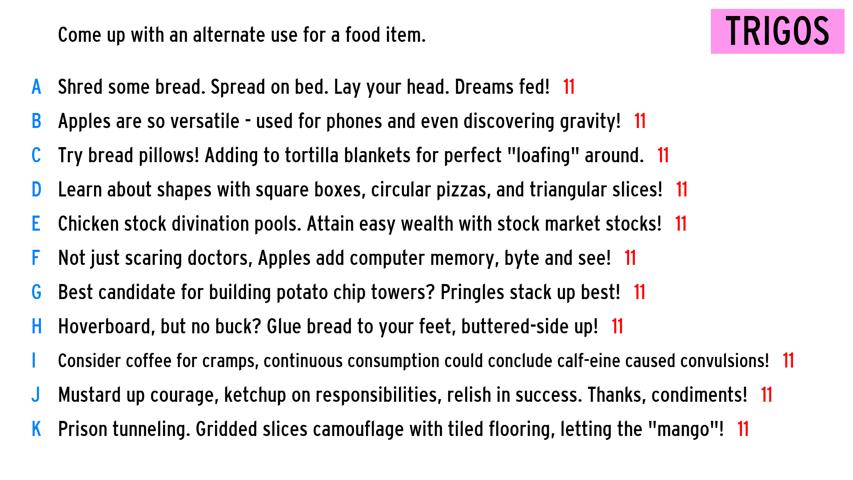 Come up with an alternate use for a food item.
TRIGOS
A Shred some bread. Spread on bed. Lay your head. Dreams fed! 11
B Apples are so versatile - used for phones and even discovering gravity! 11
C Try bread pillows! Adding to tortilla blankets for perfect "loafing" around. 11
D Learn about shapes with square boxes, circular pizzas, and triangular slices! 11
E Chicken stock divination pools. Attain easy wealth with stock market stocks! 11
F Not just scaring doctors, Apples add computer memory, byte and see! 11
G Best candidate for building potato chip towers? Pringles stack up best! 11
H Hoverboard, but no buck? Glue bread to your feet, buttered-side up! 11
I Consider coffee for cramps, continuous consumption could conclude calf-eine caused convulsions! 11
J Mustard up courage, ketchup on responsibilities, relish in success. Thanks, condiments! 11
K Prison tunneling. Gridded slices camouflage with tiled flooring, letting the "mango"! 11